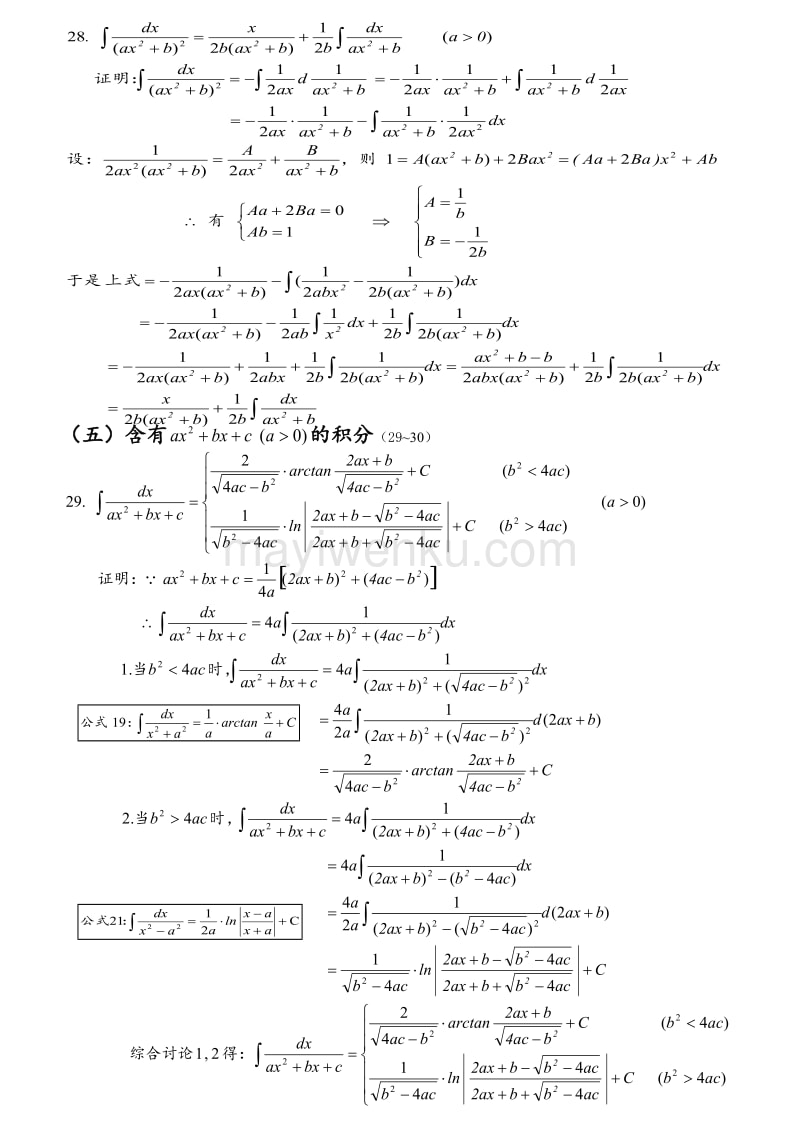 28. ∫ dx/(ax²+b)² = x/(2b(ax²+b)) + 1/(2b) ∫ dx/(ax²+b) (a > 0)
证明: ∫ dx/(ax²+b)² = −∫ 1/(2ax) d 1/(ax²+b) = −1/(2ax) · 1/(ax²+b) + ∫ 1/(ax²+b) d 1/(2ax)
= −1/(2ax) · 1/(ax²+b) − ∫ 1/(ax²+b) · 1/(2ax²) dx
设: 1/(2ax²(ax²+b)) = A/(2ax²) + B/(ax²+b), 则 1 = A(ax²+b) + 2Bax² = (Aa+2Ba)x² + Ab
∴ 有 { Aa+2Ba = 0 Ab = 1 ⇒ { A = 1/b B = −1/(2b)
于是上式 = −1/(2ax(ax²+b)) − ∫ (1/(2abx²) − 1/(2b(ax²+b)))dx
= −1/(2ax(ax²+b)) − 1/(2ab) ∫ 1/x² dx + 1/(2b) ∫ 1/(2b(ax²+b)) dx
= −1/(2ax(ax²+b)) + 1/(2abx) + 1/(2b) ∫ 1/(2b(ax²+b)) dx = (ax²+b−b)/(2abx(ax²+b)) + 1/(2b) ∫ 1/(2b(ax²+b)) dx
= x/(2b(ax²+b)) + 1/(2b) ∫ dx/(ax²+b)
(五) 含有 ax²+bx+c (a>0) 的积分 (29~30)
29. ∫ dx/(ax²+bx+c) = { 2/√(4ac−b²) · arctan (2ax+b)/√(4ac−b²) + C (b² < 4ac) (a > 0)
1/√(b²−4ac) · ln |(2ax+b−√(b²−4ac))/(2ax+b+√(b²−4ac))| + C (b² > 4ac)
mayiwenku.com
证明: ∵ ax²+bx+c = 1/(4a) [(2ax+b)² + (4ac−b²)]
∴ ∫ dx/(ax²+bx+c) = 4a ∫ 1/((2ax+b)² + (4ac−b²)) dx
1.当b² < 4ac时, ∫ dx/(ax²+bx+c) = 4a ∫ 1/((2ax+b)² + (√(4ac−b²))²) dx
公式 19: ∫ dx/(x²+a²) = 1/a · arctan x/a + C
= 4a/(2a) ∫ 1/((2ax+b)² + (√(4ac−b²))²) d(2ax+b)
= 2/√(4ac−b²) · arctan (2ax+b)/√(4ac−b²) + C
2.当b² > 4ac时, ∫ dx/(ax²+bx+c) = 4a ∫ 1/((2ax+b)² + (4ac−b²)) dx
= 4a ∫ 1/((2ax+b)² − (b²−4ac)) dx
公式21: ∫ dx/(x²−a²) = 1/(2a) · ln |(x−a)/(x+a)| + C
= 4a/(2a) ∫ 1/((2ax+b)² − (√(b²−4ac))²) d(2ax+b)
= 1/√(b²−4ac) · ln |(2ax+b−√(b²−4ac))/(2ax+b+√(b²−4ac))| + C
综合讨论1,2得: ∫ dx/(ax²+bx+c) = { 2/√(4ac−b²) · arctan (2ax+b)/√(4ac−b²) + C (b² < 4ac)
1/√(b²−4ac) · ln |(2ax+b−√(b²−4ac))/(2ax+b+√(b²−4ac))| + C (b² > 4ac)